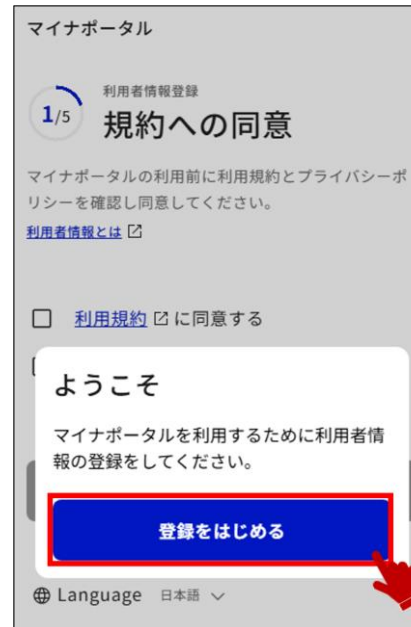 マイナポータル
利用者情報登録
1/5
規約への同意
マイナポータルの利用前に利用規約とプライバシーポ
リシーを確認し同意してください。
利用者情報とは
利用規約 に同意する
ようこそ
マイナポータルを利用するために利用者情
報の登録をしてください。
登録をはじめる
Language 日本語